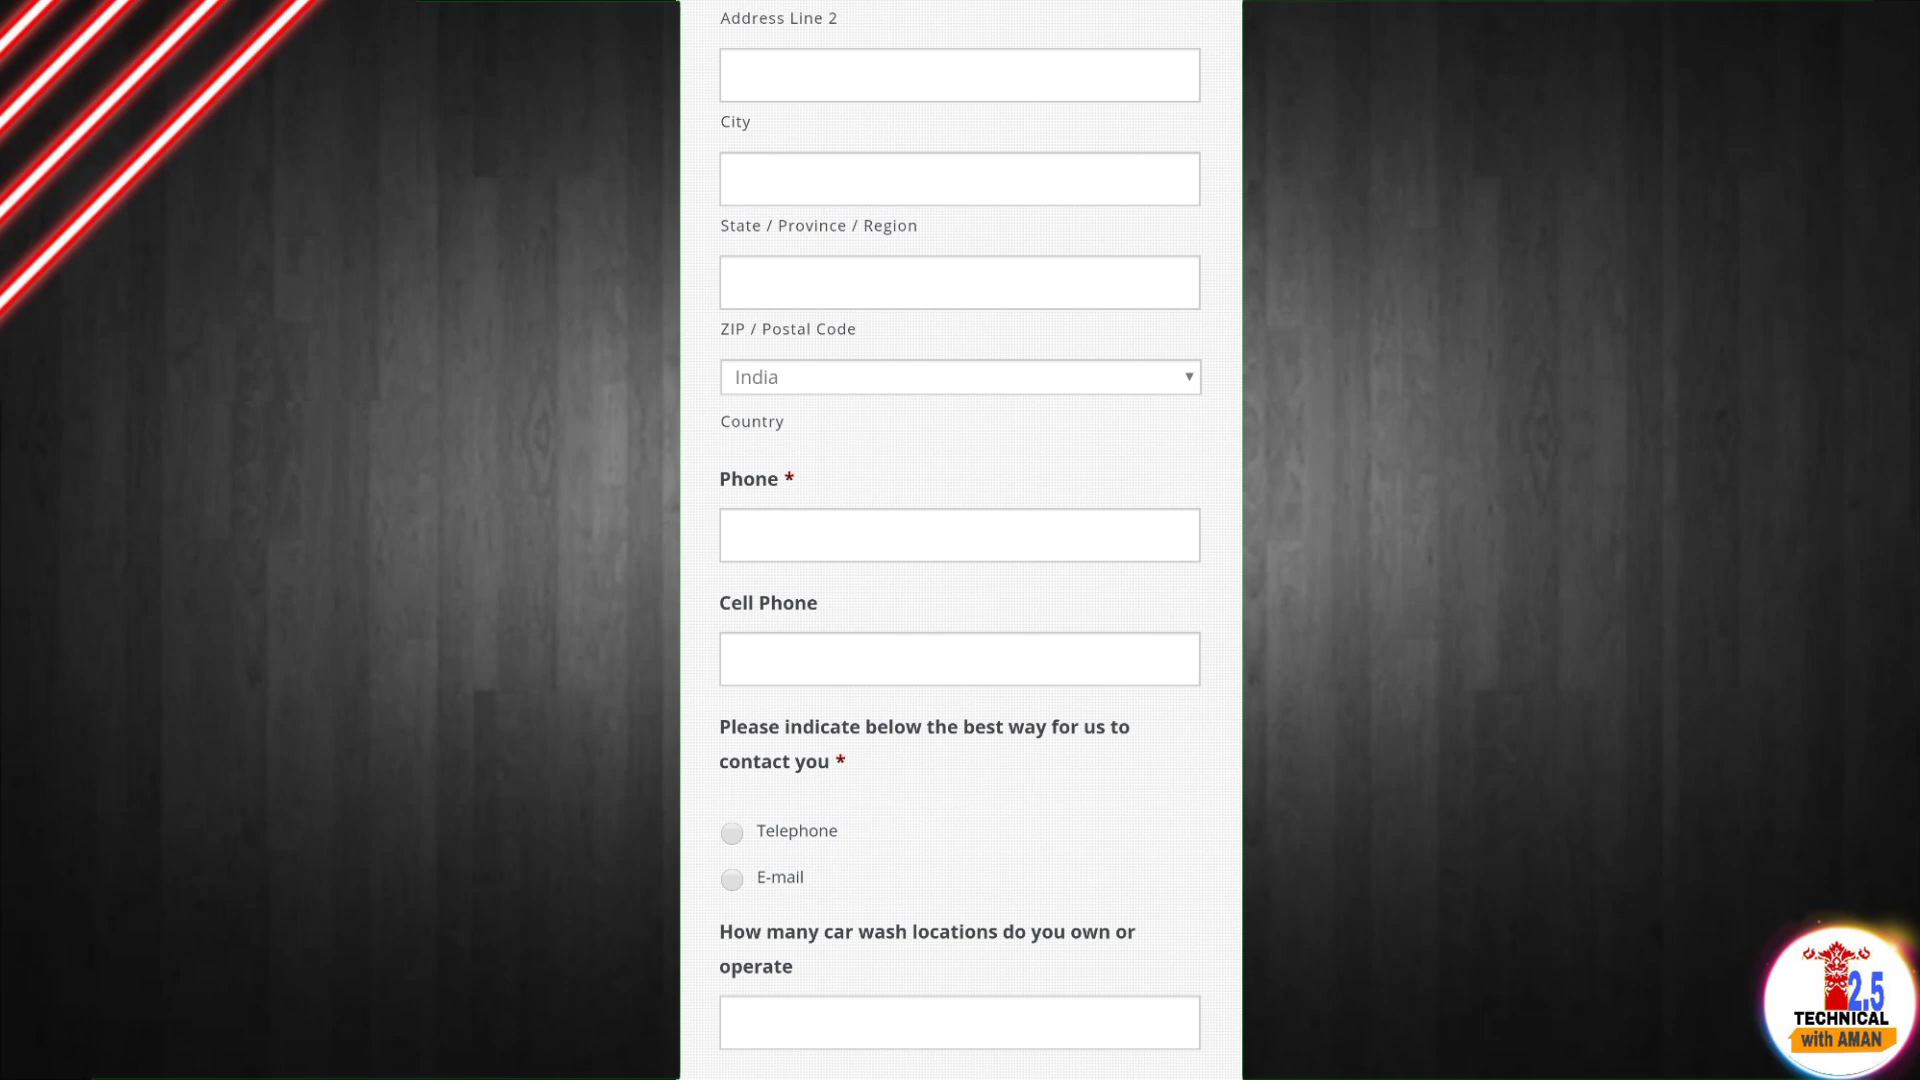 Address Line 2
City
State / Province / Region
ZIP / Postal Code
India
Country
Phone *
Cell Phone
Please indicate below the best way for us to
contact you *
Telephone
E-mail
How many car wash locations do you own or
operate
2.5
TECHNICAL
with AMAN